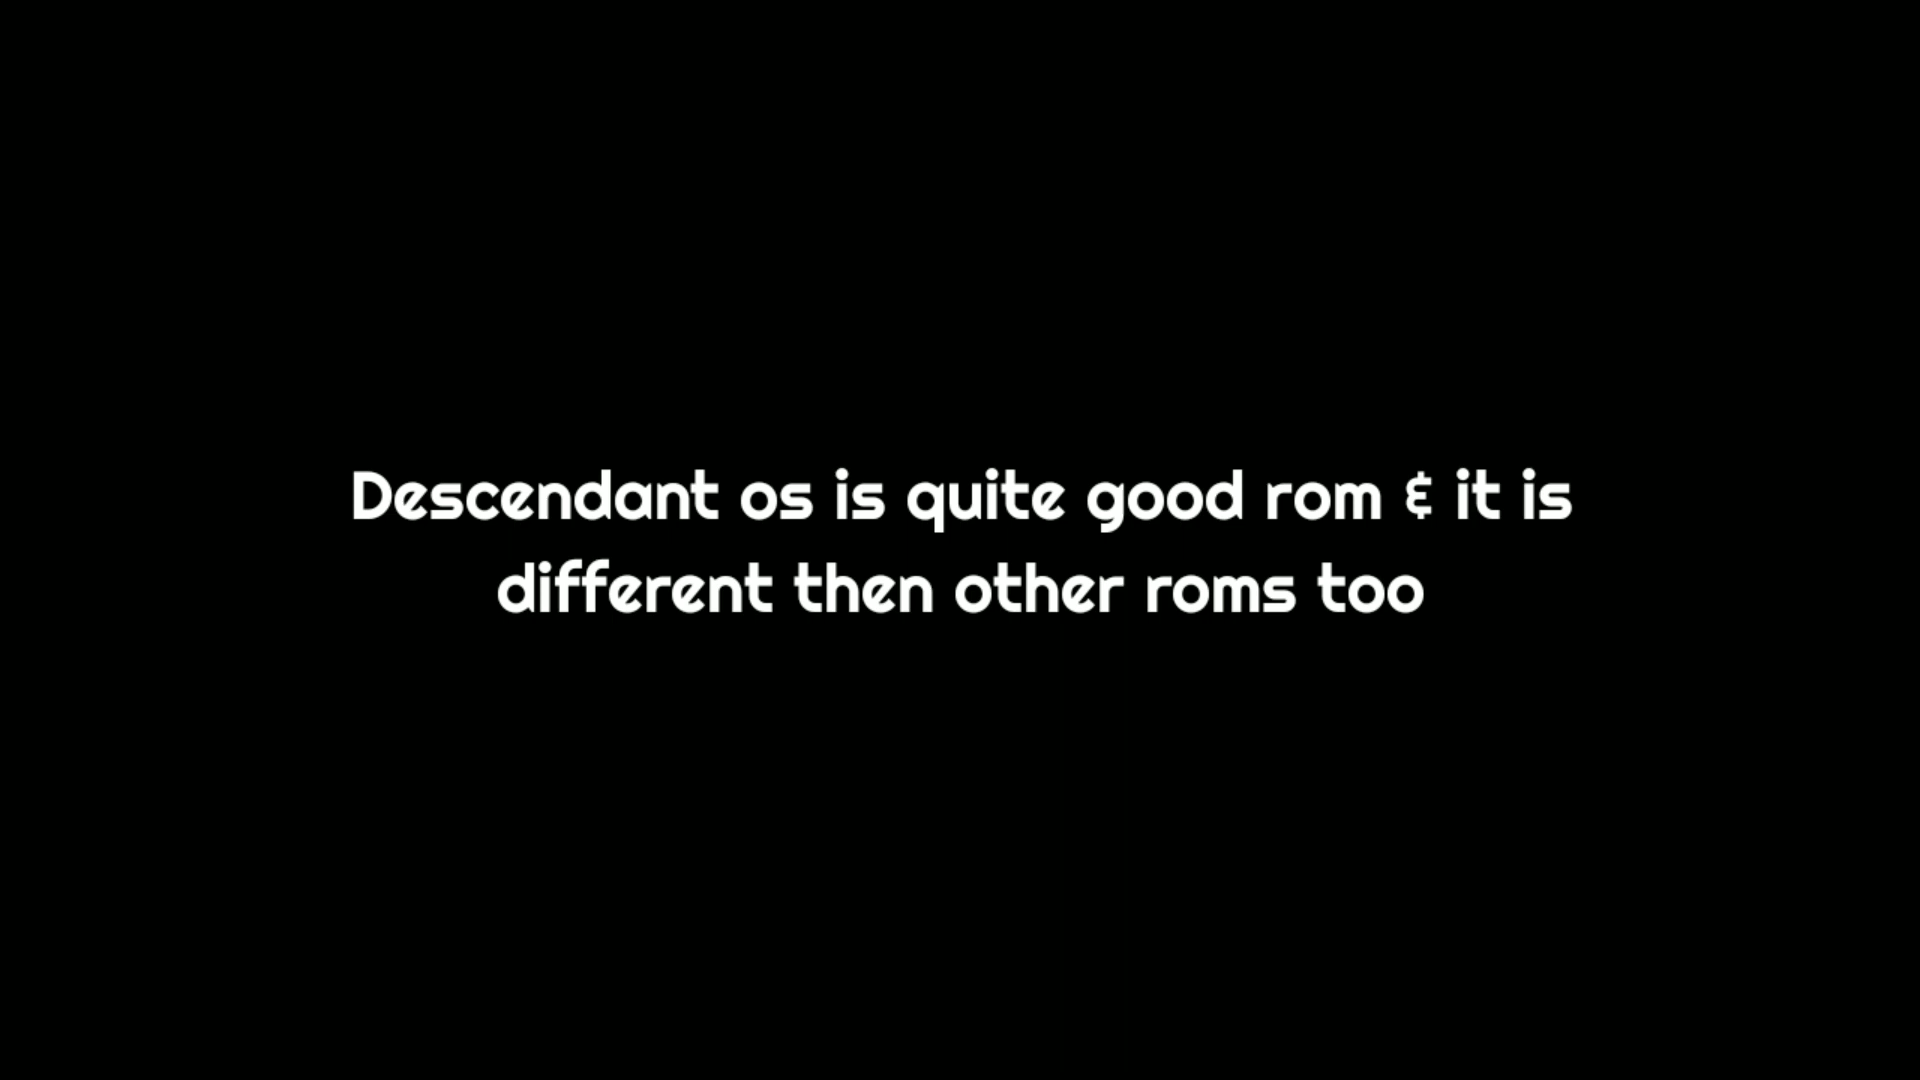 Descendant os is quite good rom & it is
different then other roms too